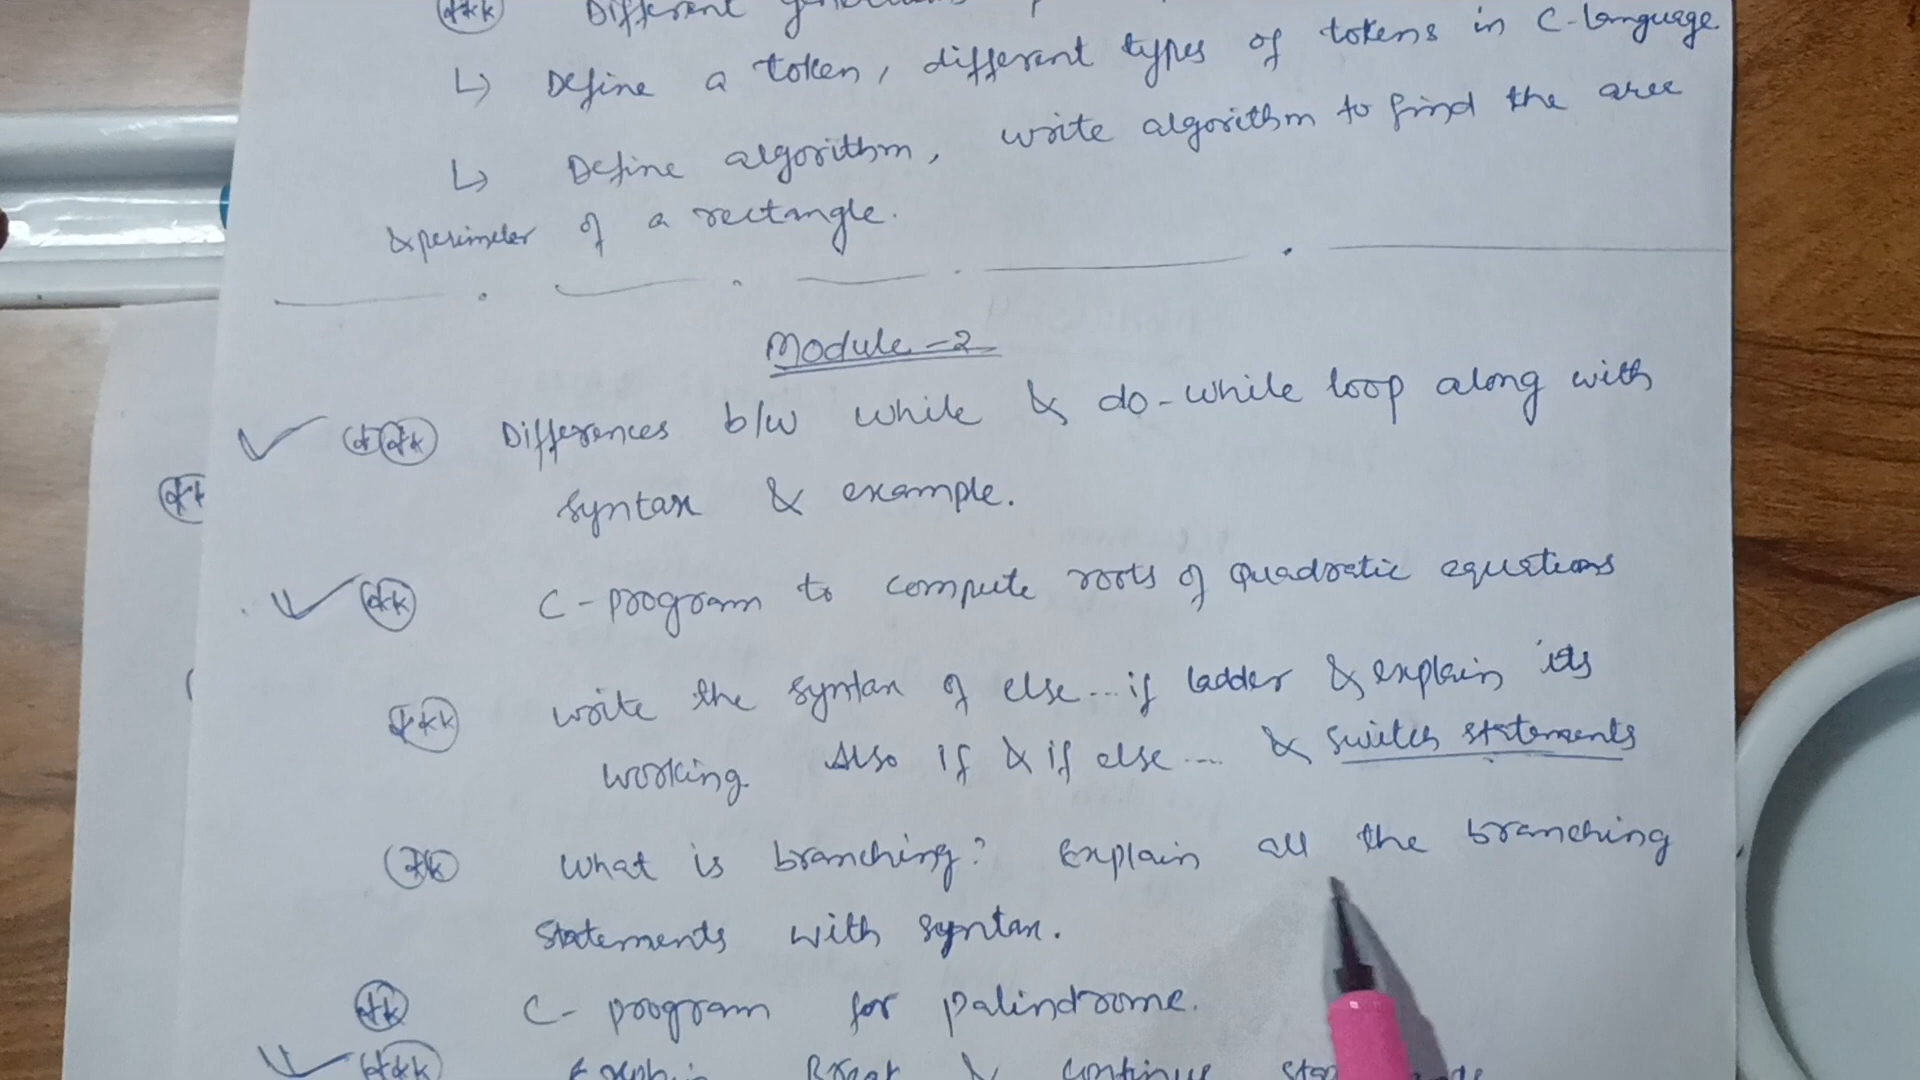 Different
↳ Define a token, different types of tokens in C-language
↳ Define algorithm, write algorithm to find the area
& perimeter of a rectangle.
Module-2
Differences b/w while & do-while loop along with
syntax & example.
C-program to compute roots of quadratic equations
write the syntax of else...if ladder & explain its
working Also if & if else... & switch statements
What is branching? Explain all the branching
statements with syntax.
C-program for palindrome.
Break & continue